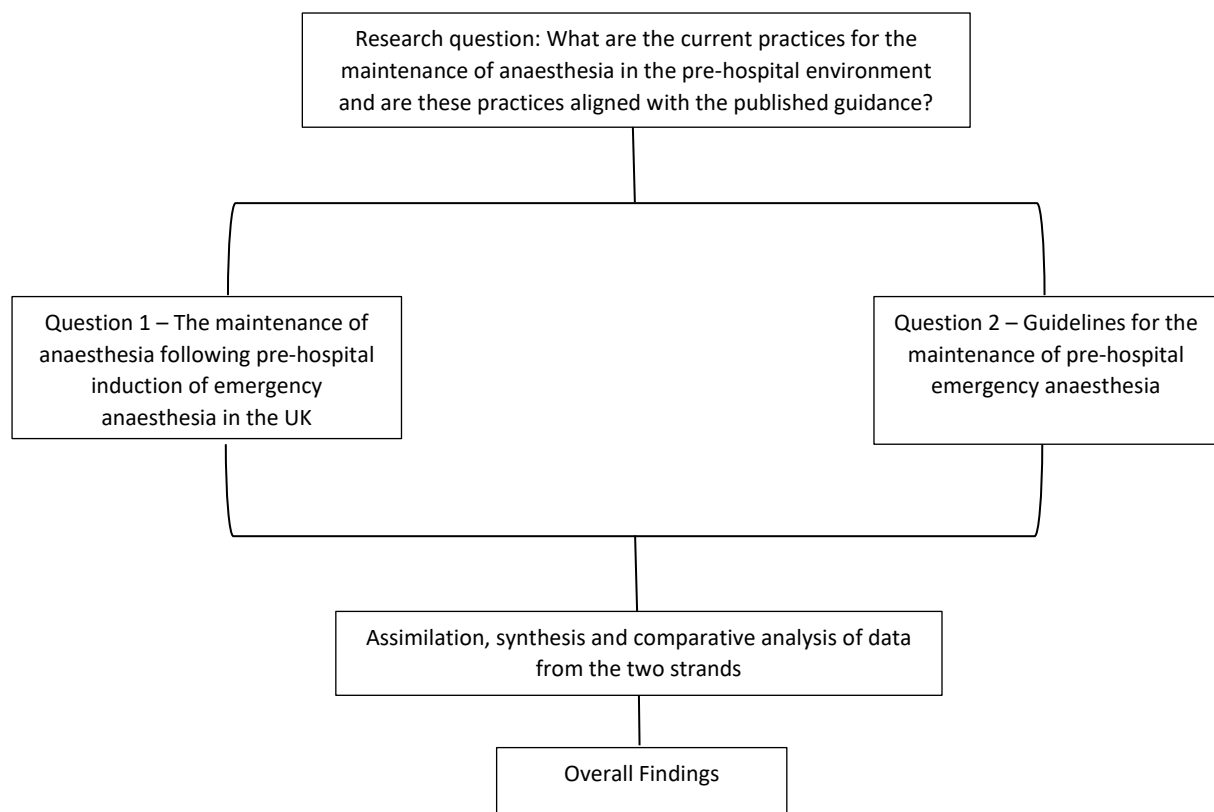 Research question: What are the current practices for the
maintenance of anaesthesia in the pre-hospital environment
and are these practices aligned with the published guidance?
Question 1 – The maintenance of
anaesthesia following pre-hospital
induction of emergency
anaesthesia in the UK
Question 2 – Guidelines for the
maintenance of pre-hospital
emergency anaesthesia
Assimilation, synthesis and comparative analysis of data
from the two strands
Overall Findings